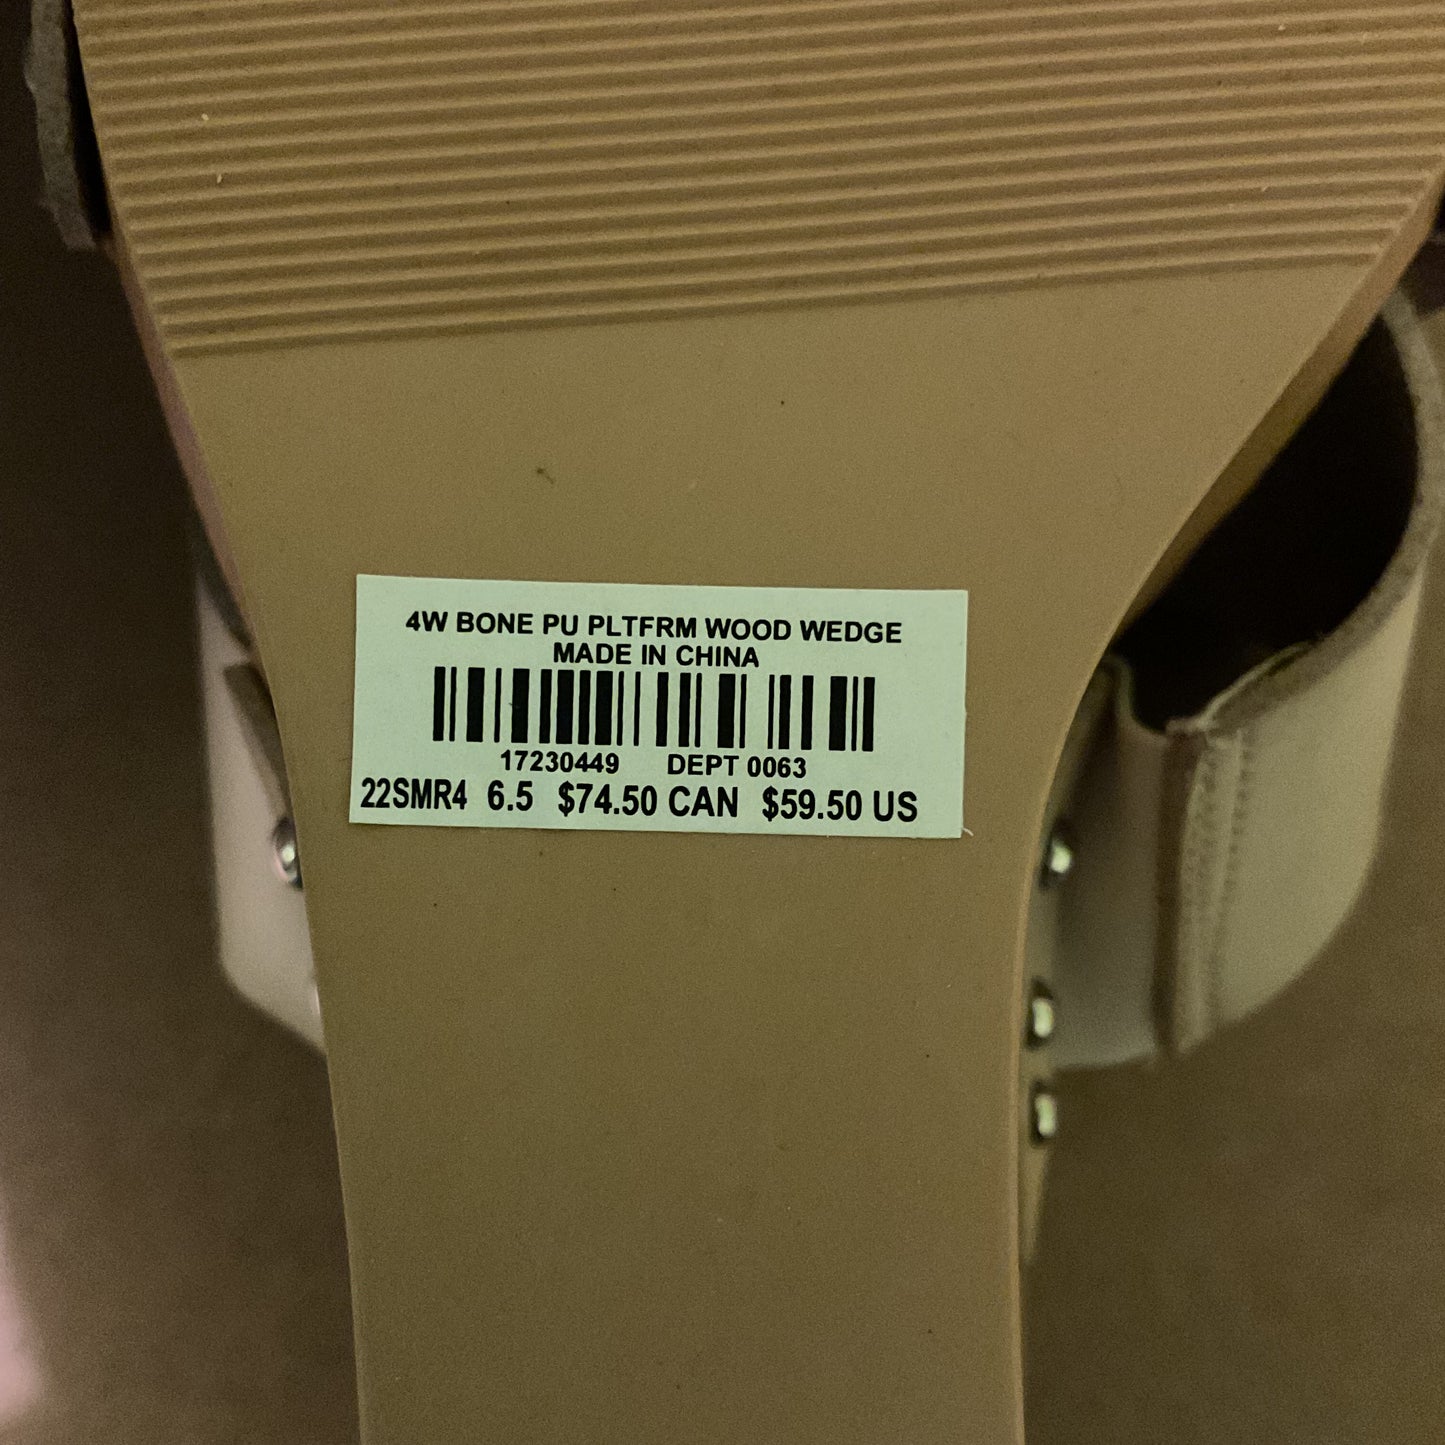 4W BONE PU PLTFRM WOOD WEDGE
MADE IN CHINA
17230449 DEPT 0063
22SMR4 6.5 $74.50 CAN $59.50 US